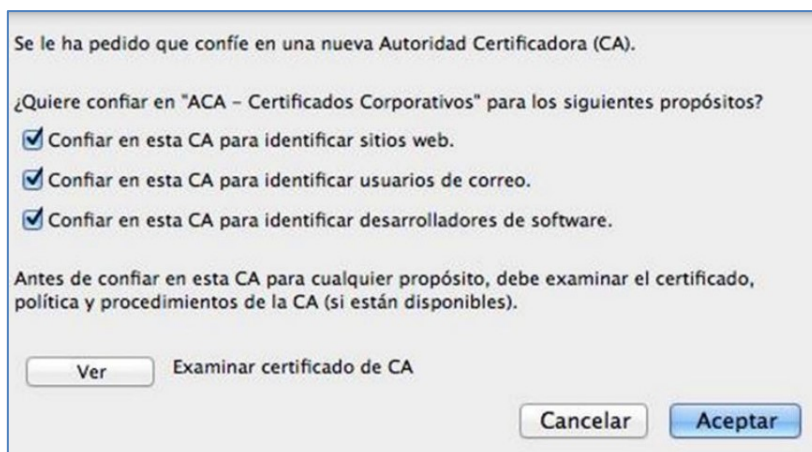 Se le ha pedido que confíe en una nueva Autoridad Certificadora (CA).
¿Quiere confiar en "ACA – Certificados Corporativos" para los siguientes propósitos?
Confiar en esta CA para identificar sitios web.
Confiar en esta CA para identificar usuarios de correo.
Confiar en esta CA para identificar desarrolladores de software.
Antes de confiar en esta CA para cualquier propósito, debe examinar el certificado,
política y procedimientos de la CA (si están disponibles).
Ver Examinar certificado de CA
Cancelar Aceptar